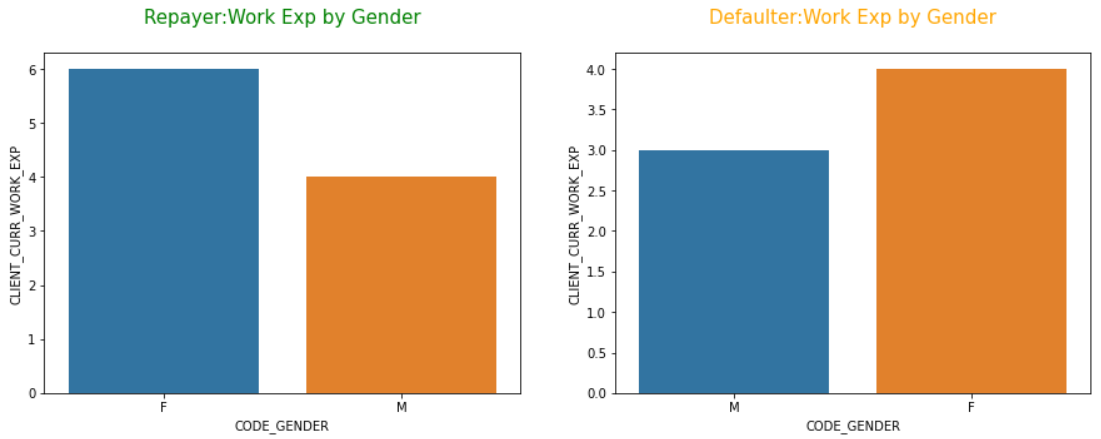 Repayer:Work Exp by Gender
CLIENT_CURR_WORK_EXP
6
5
4
3
2
1
0
F
M
CODE_GENDER
Defaulter:Work Exp by Gender
CLIENT_CURR_WORK_EXP
4.0
3.5
3.0
2.5
2.0
1.5
1.0
0.5
0.0
M
F
CODE_GENDER